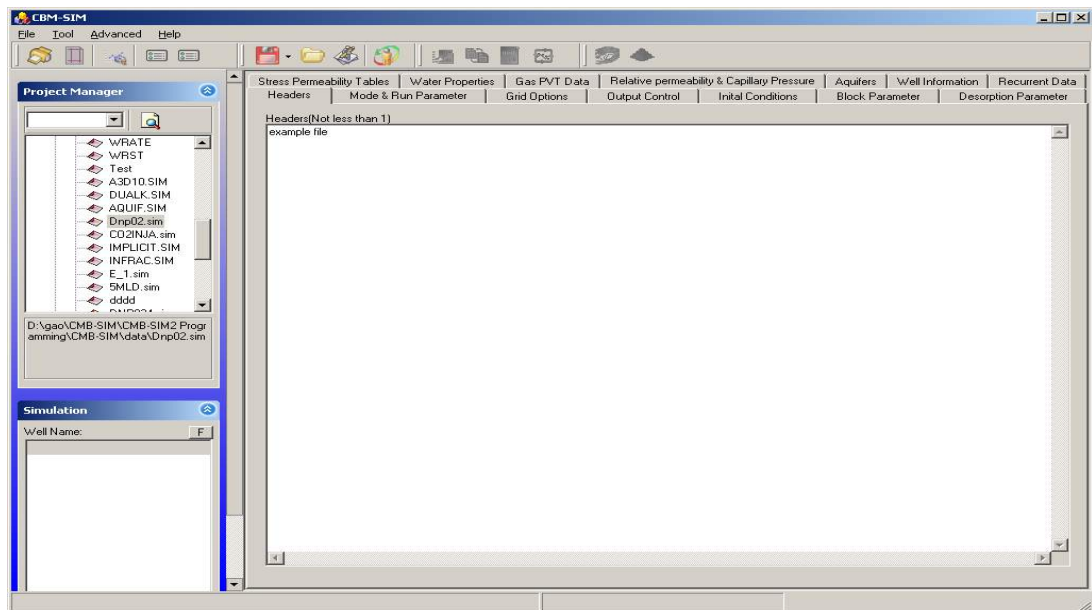 CBM-SIM
File Tool Advanced Help
Project Manager
WRATE
WRST
Test
A3D10.SIM
DUALK.SIM
AQUIF.SIM
Dnp02.sim
CO2INJA.sim
IMPLICIT.SIM
INFRAC.SIM
E_1.sim
5MLD.sim
dddd
D:\gao\CMB-SIM\CMB-SIM2 Progr
amming\CMB-SIM\data\Dnp02.sim
Simulation
Well Name: F
Stress Permeability Tables Water Properties Gas PVT Data Relative permeability & Capillary Pressure Aquifers Well Information Recurrent Data
Headers Mode & Run Parameter Grid Options Output Control Inital Conditions Block Parameter Desorption Parameter
Headers(Not less than 1)
example file